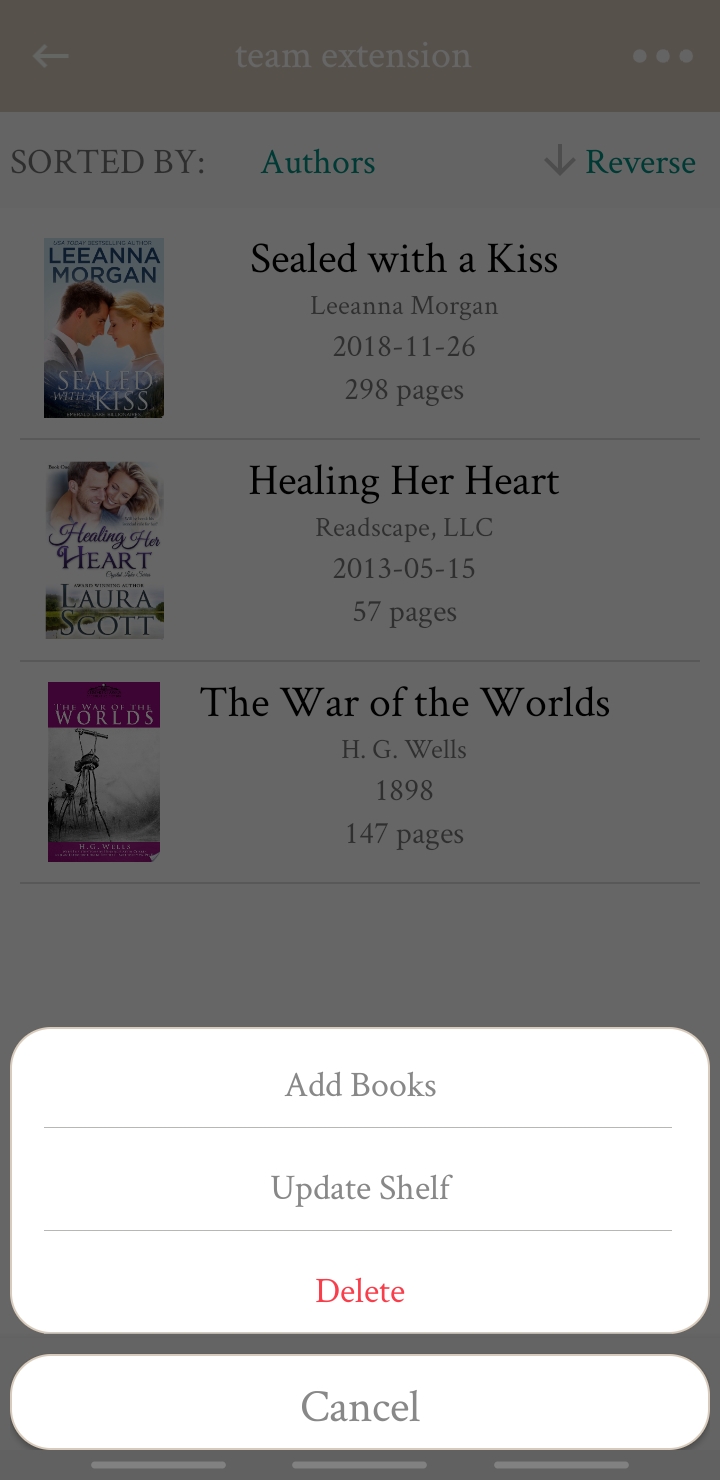 team extension
SORTED BY:
Authors
Reverse
USA TODAY BESTSELLING AUTHOR
LEEANNA
MORGAN
SEALED
WITH A KISS
Sealed with a Kiss
Leeanna Morgan
2018-11-26
298 pages
Book One
Healing Her
HEART
Crystal Lake Series
AWARD WINNING AUTHOR
LAURA
SCOTT
Healing Her Heart
Readscape, LLC
2013-05-15
57 pages
THE WAR OF THE
WORLDS
H.G. WELLS
The War of the Worlds
H. G. Wells
1898
147 pages
Add Books
Update Shelf
Delete
Cancel